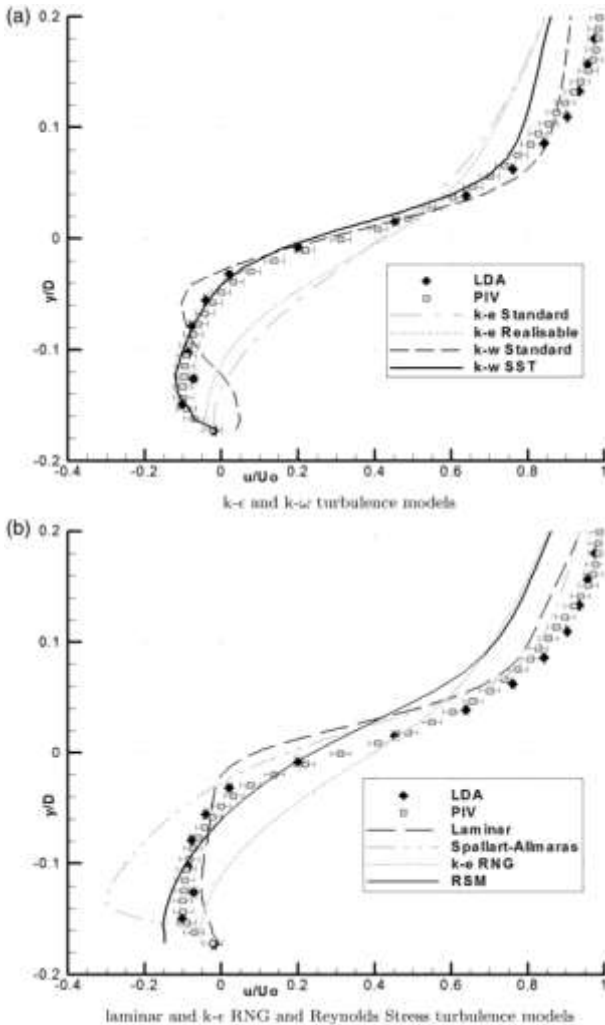 (a)
0.2
0.1
0
-0.1
-0.2
y/D
LDA
PIV
k-e Standard
k-e Realisable
k-w Standard
k-w SST
-0.4 -0.2 0 0.2 0.4 0.6 0.8 1
u/Uo
k-ϵ and k-ω turbulence models
(b)
0.2
0.1
0
-0.1
-0.2
y/D
LDA
PIV
Laminar
Spallart-Allmaras
k-e RNG
RSM
-0.4 -0.2 0 0.2 0.4 0.6 0.8 1
u/Uo
laminar and k-ϵ RNG and Reynolds Stress turbulence models